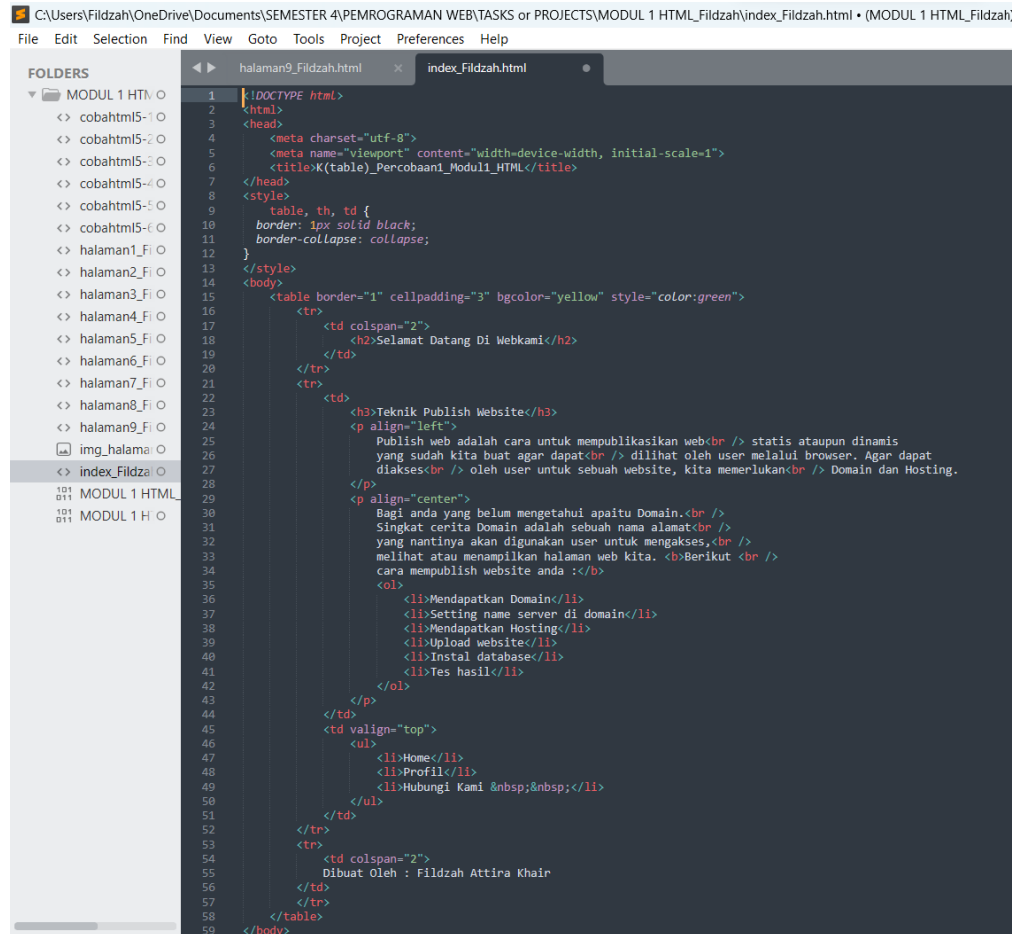 C:\Users\Fildzah\OneDrive\Documents\SEMESTER 4\PEMROGRAMAN WEB\TASKS or PROJECTS\MODUL 1 HTML_Fildzah\index_Fildzah.html • (MODUL 1 HTML_Fildzah)
File Edit Selection Find View Goto Tools Project Preferences Help
FOLDERS
MODUL 1 HTM
cobahtml5-1
cobahtml5-2
cobahtml5-3
cobahtml5-4
cobahtml5-5
cobahtml5-6
halaman1_Fi
halaman2_Fi
halaman3_Fi
halaman4_Fi
halaman5_Fi
halaman6_Fi
halaman7_Fi
halaman8_Fi
halaman9_Fi
img_halama
index_Fildza
MODUL 1 HTML_
MODUL 1 H
halaman9_Fildzah.html × index_Fildzah.html
1 <!DOCTYPE html>
2 <html>
3 <head>
4 <meta charset="utf-8">
5 <meta name="viewport" content="width=device-width, initial-scale=1">
6 <title>K(table)_Percobaan1_Modul1_HTML</title>
7 </head>
8 <style>
9 table, th, td {
10 border: 1px solid black;
11 border-collapse: collapse;
12 }
13 </style>
14 <body>
15 <table border="1" cellpadding="3" bgcolor="yellow" style="color:green">
16 <tr>
17 <td colspan="2">
18 <h2>Selamat Datang Di Webkami</h2>
19 </td>
20 </tr>
21 <tr>
22 <td>
23 <h3>Teknik Publish Website</h3>
24 <p align="left">
25 Publish web adalah cara untuk mempublikasikan web<br /> statis ataupun dinamis
26 yang sudah kita buat agar dapat<br /> dilihat oleh user melalui browser. Agar dapat
27 diakses<br /> oleh user untuk sebuah website, kita memerlukan<br /> Domain dan Hosting.
28 </p>
29 <p align="center">
30 Bagi anda yang belum mengetahui apaitu Domain.<br />
31 Singkat cerita Domain adalah sebuah nama alamat<br />
32 yang nantinya akan digunakan user untuk mengakses,<br />
33 melihat atau menampilkan halaman web kita. <b>Berikut <br />
34 cara mempublish website anda :</b>
35 <ol>
36 <li>Mendapatkan Domain</li>
37 <li>Setting name server di domain</li>
38 <li>Mendapatkan Hosting</li>
39 <li>Upload website</li>
40 <li>Instal database</li>
41 <li>Tes hasil</li>
42 </ol>
43 </p>
44 </td>
45 <td valign="top">
46 <ul>
47 <li>Home</li>
48 <li>Profil</li>
49 <li>Hubungi Kami &nbsp;&nbsp;</li>
50 </ul>
51 </td>
52 </tr>
53 <tr>
54 <td colspan="2">
55 Dibuat Oleh : Fildzah Attira Khair
56 </td>
57 </tr>
58 </table>
59 </body>